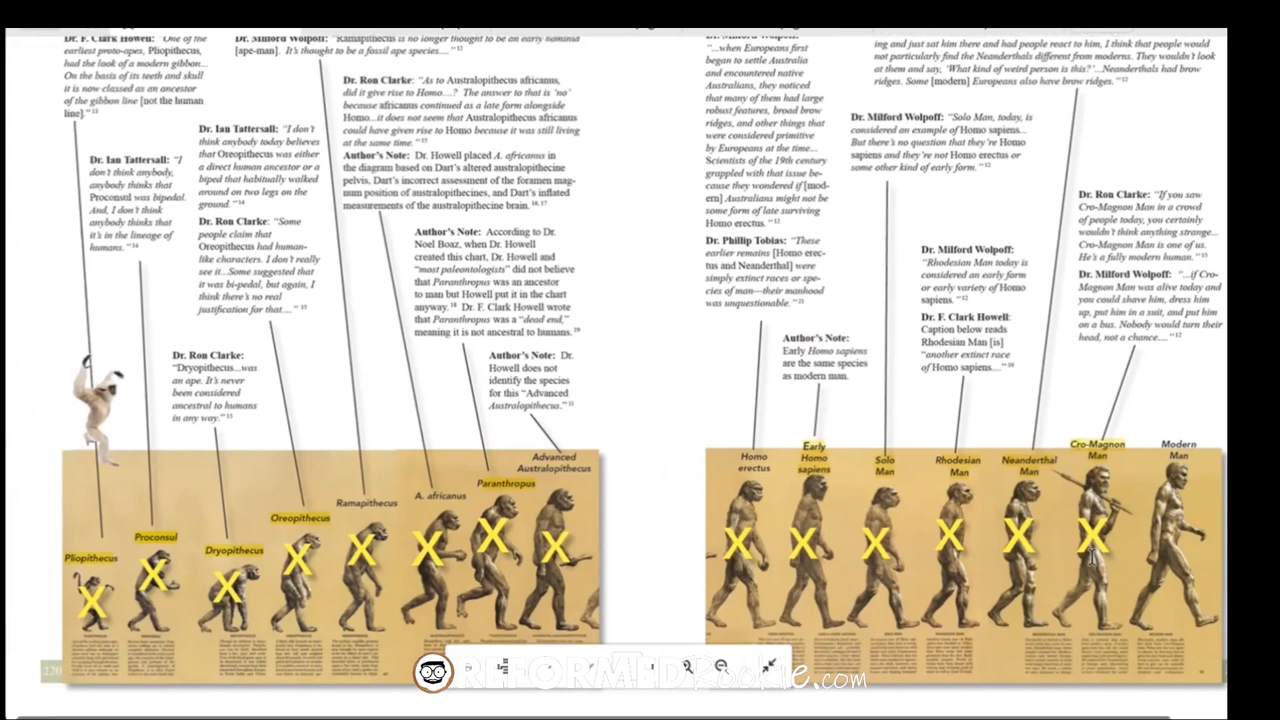 Dr. F. Clark Howell: "One of the
earliest proto-apes, Pliopithecus,
had the look of a modern gibbon...
On the basis of its teeth and skull
it is now classed as an ancestor
of the gibbon line [not the human
line]." 13
Dr. Milford Wolpoff: "Ramapithecus is no longer thought to be an early hominid
[ape-man]. It's thought to be a fossil ape species...." 12
Dr. Ian Tattersall: "I
don't think anybody,
anybody thinks that
Proconsul was bipedal.
And, I don't think
anybody thinks that
it's in the lineage of
humans." 14
Dr. Ian Tattersall: "I don't
think anybody today believes
that Oreopithecus was either
a direct human ancestor or a
biped that habitually walked
around on two legs on the
ground." 14
Dr. Ron Clarke: "Some
people claim that
Oreopithecus had human-
like characters. I don't really
see it...Some suggested that
it was bi-pedal, but again, I
think there's no real
justification for that...." 15
Dr. Ron Clarke:
"Dryopithecus...was
an ape. It's never
been considered
ancestral to humans
in any way." 15
Dr. Ron Clarke: "As to Australopithecus africanus,
did it give rise to Homo....? The answer to that is 'no'
because africanus continued as a late form alongside
Homo...it does not seem that Australopithecus africanus
could have given rise to Homo because it was still living
at the same time." 15
Author's Note: Dr. Howell placed A. africanus in
the diagram based on Dart's altered australopithecine
pelvis, Dart's incorrect assessment of the foramen mag-
num position of australopithecines, and Dart's inflated
measurements of the australopithecine brain. 16, 17
Author's Note: According to Dr.
Noel Boaz, when Dr. Howell
created this chart, Dr. Howell and
"most paleontologists" did not believe
that Paranthropus was an ancestor
to man but Howell put it in the chart
anyway. 18 Dr. F. Clark Howell wrote
that Paranthropus was a "dead end,"
meaning it is not ancestral to humans. 19
Author's Note: Dr.
Howell does not
identify the species
for this "Advanced
Australopithecus."
Dr. Milford Wolpoff:
"...when Europeans first
began to settle Australia
and encountered native
Australians, they noticed
that many of them had large
robust features, broad brow
ridges, and other things that
were considered primitive
by Europeans at the time...
Scientists of the 19th century
grappled with that issue be-
cause they wondered if [mod-
ern] Australians might not be
some form of late surviving
Homo erectus." 12
Dr. Phillip Tobias: "These
earlier remains [Homo erec-
tus and Neanderthal] were
simply extinct races or spe-
cies of man—their manhood
was unquestionable." 21
Author's Note:
Early Homo sapiens
are the same species
as modern man.
ing and just sat him there and had people react to him, I think that people would
not particularly find the Neanderthals different from moderns. They wouldn't look
at them and say, 'What kind of weird person is this?'...Neanderthals had brow
ridges. Some [modern] Europeans also have brow ridges." 12
Dr. Milford Wolpoff: "Solo Man, today, is
considered an example of Homo sapiens...
But there's no question that they're Homo
sapiens and they're not Homo erectus or
some other kind of early form." 12
Dr. Milford Wolpoff:
"Rhodesian Man today is
considered an early form
or early variety of Homo
sapiens." 12
Dr. F. Clark Howell:
Caption below reads
Rhodesian Man [is]
"another extinct race
of Homo sapiens...."
Dr. Ron Clarke: "If you saw
Cro-Magnon Man in a crowd
of people today, you certainly
wouldn't think anything strange...
Cro-Magnon Man is one of us.
He's a fully modern human." 15
Dr. Milford Wolpoff: "...if Cro-
Magnon Man was alive today and
you could shave him, dress him
up, put him in a suit, and put him
on a bus. Nobody would turn their
head, not a chance...." 12
Pliopithecus
Proconsul
Dryopithecus
Oreopithecus
Ramapithecus
A. africanus
Paranthropus
Advanced
Australopithecus
Homo
erectus
Early
Homo
sapiens
Solo
Man
Rhodesian
Man
Neanderthal
Man
Cro-Magnon
Man
Modern
Man
X X X X X X X X
X X X X X X
220
.com